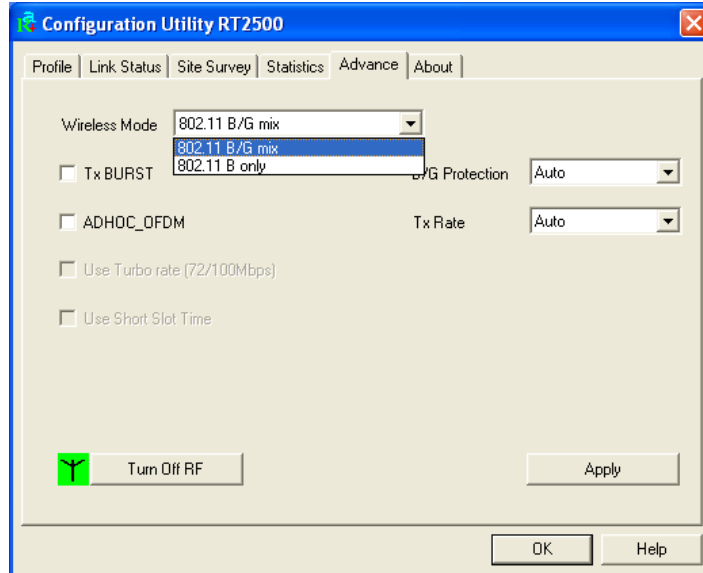 Configuration Utility RT2500
Profile Link Status Site Survey Statistics Advance About
Wireless Mode 802.11 B/G mix
802.11 B/G mix
802.11 B only
Tx BURST B/G Protection Auto
ADHOC_OFDM Tx Rate Auto
Use Turbo rate (72/100Mbps)
Use Short Slot Time
Turn Off RF Apply
OK Help